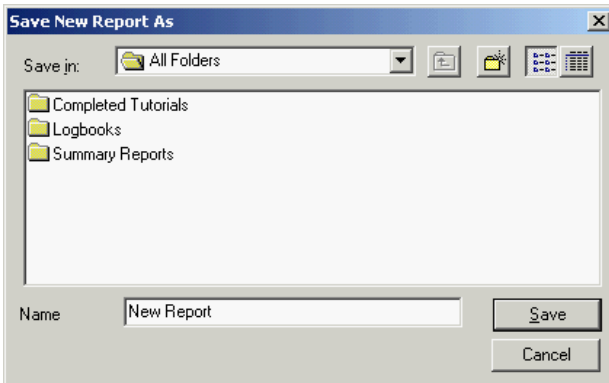 Save New Report As
Save in: All Folders
Completed Tutorials
Logbooks
Summary Reports
Name New Report Save
Cancel